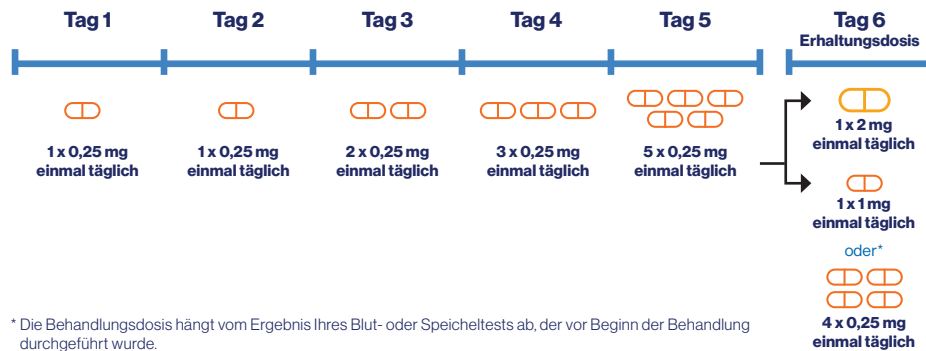 Tag 1
Tag 2
Tag 3
Tag 4
Tag 5
Tag 6
Erhaltungsdosis
1 x 0,25 mg
einmal täglich
1 x 0,25 mg
einmal täglich
2 x 0,25 mg
einmal täglich
3 x 0,25 mg
einmal täglich
5 x 0,25 mg
einmal täglich
1 x 2 mg
einmal täglich
1 x 1 mg
einmal täglich
oder*
4 x 0,25 mg
einmal täglich
* Die Behandlungsdosis hängt vom Ergebnis Ihres Blut- oder Speicheltests ab, der vor Beginn der Behandlung
durchgeführt wurde.